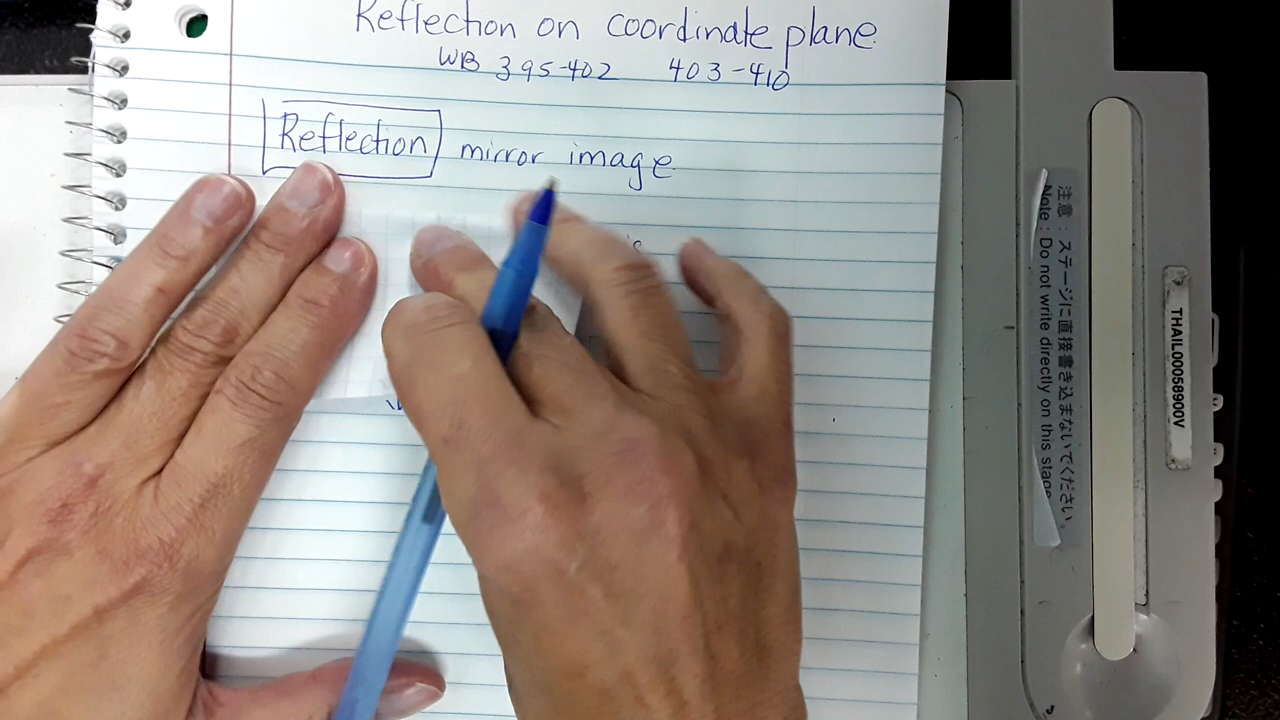 Reflection on coordinate plane
WB 395-402 403-410
Reflection mirror image
is
注意：ステージに直接書き込まないでください。
Note : Do not write directly on this stage
THAIL00058900V